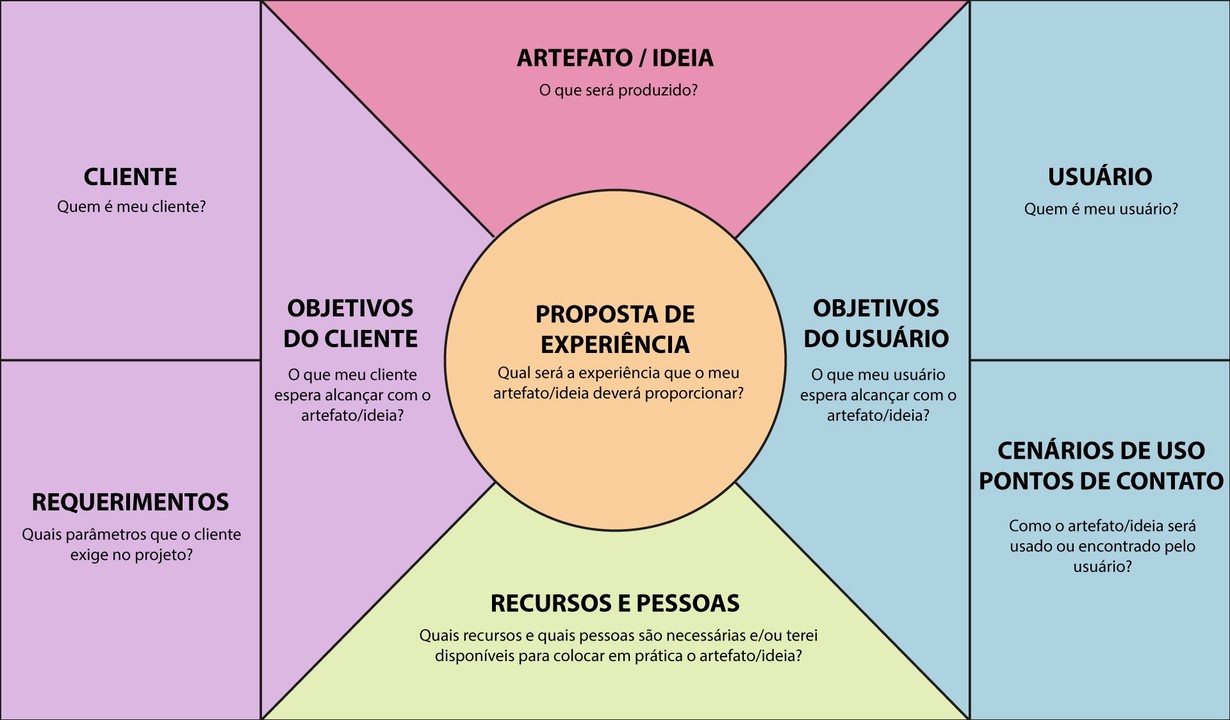 ARTEFATO / IDEIA
O que será produzido?
CLIENTE
Quem é meu cliente?
REQUERIMENTOS
Quais parâmetros que o cliente
exige no projeto?
OBJETIVOS
DO CLIENTE
O que meu cliente
espera alcançar com o
artefato/ideia?
PROPOSTA DE
EXPERIÊNCIA
Qual será a experiência que o meu
artefato/ideia deverá proporcionar?
OBJETIVOS
DO USUÁRIO
O que meu usuário
espera alcançar com o
artefato/ideia?
USUÁRIO
Quem é meu usuário?
CENÁRIOS DE USO
PONTOS DE CONTATO
Como o artefato/ideia será
usado ou encontrado pelo
usuário?
RECURSOS E PESSOAS
Quais recursos e quais pessoas são necessárias e/ou terei
disponíveis para colocar em prática o artefato/ideia?